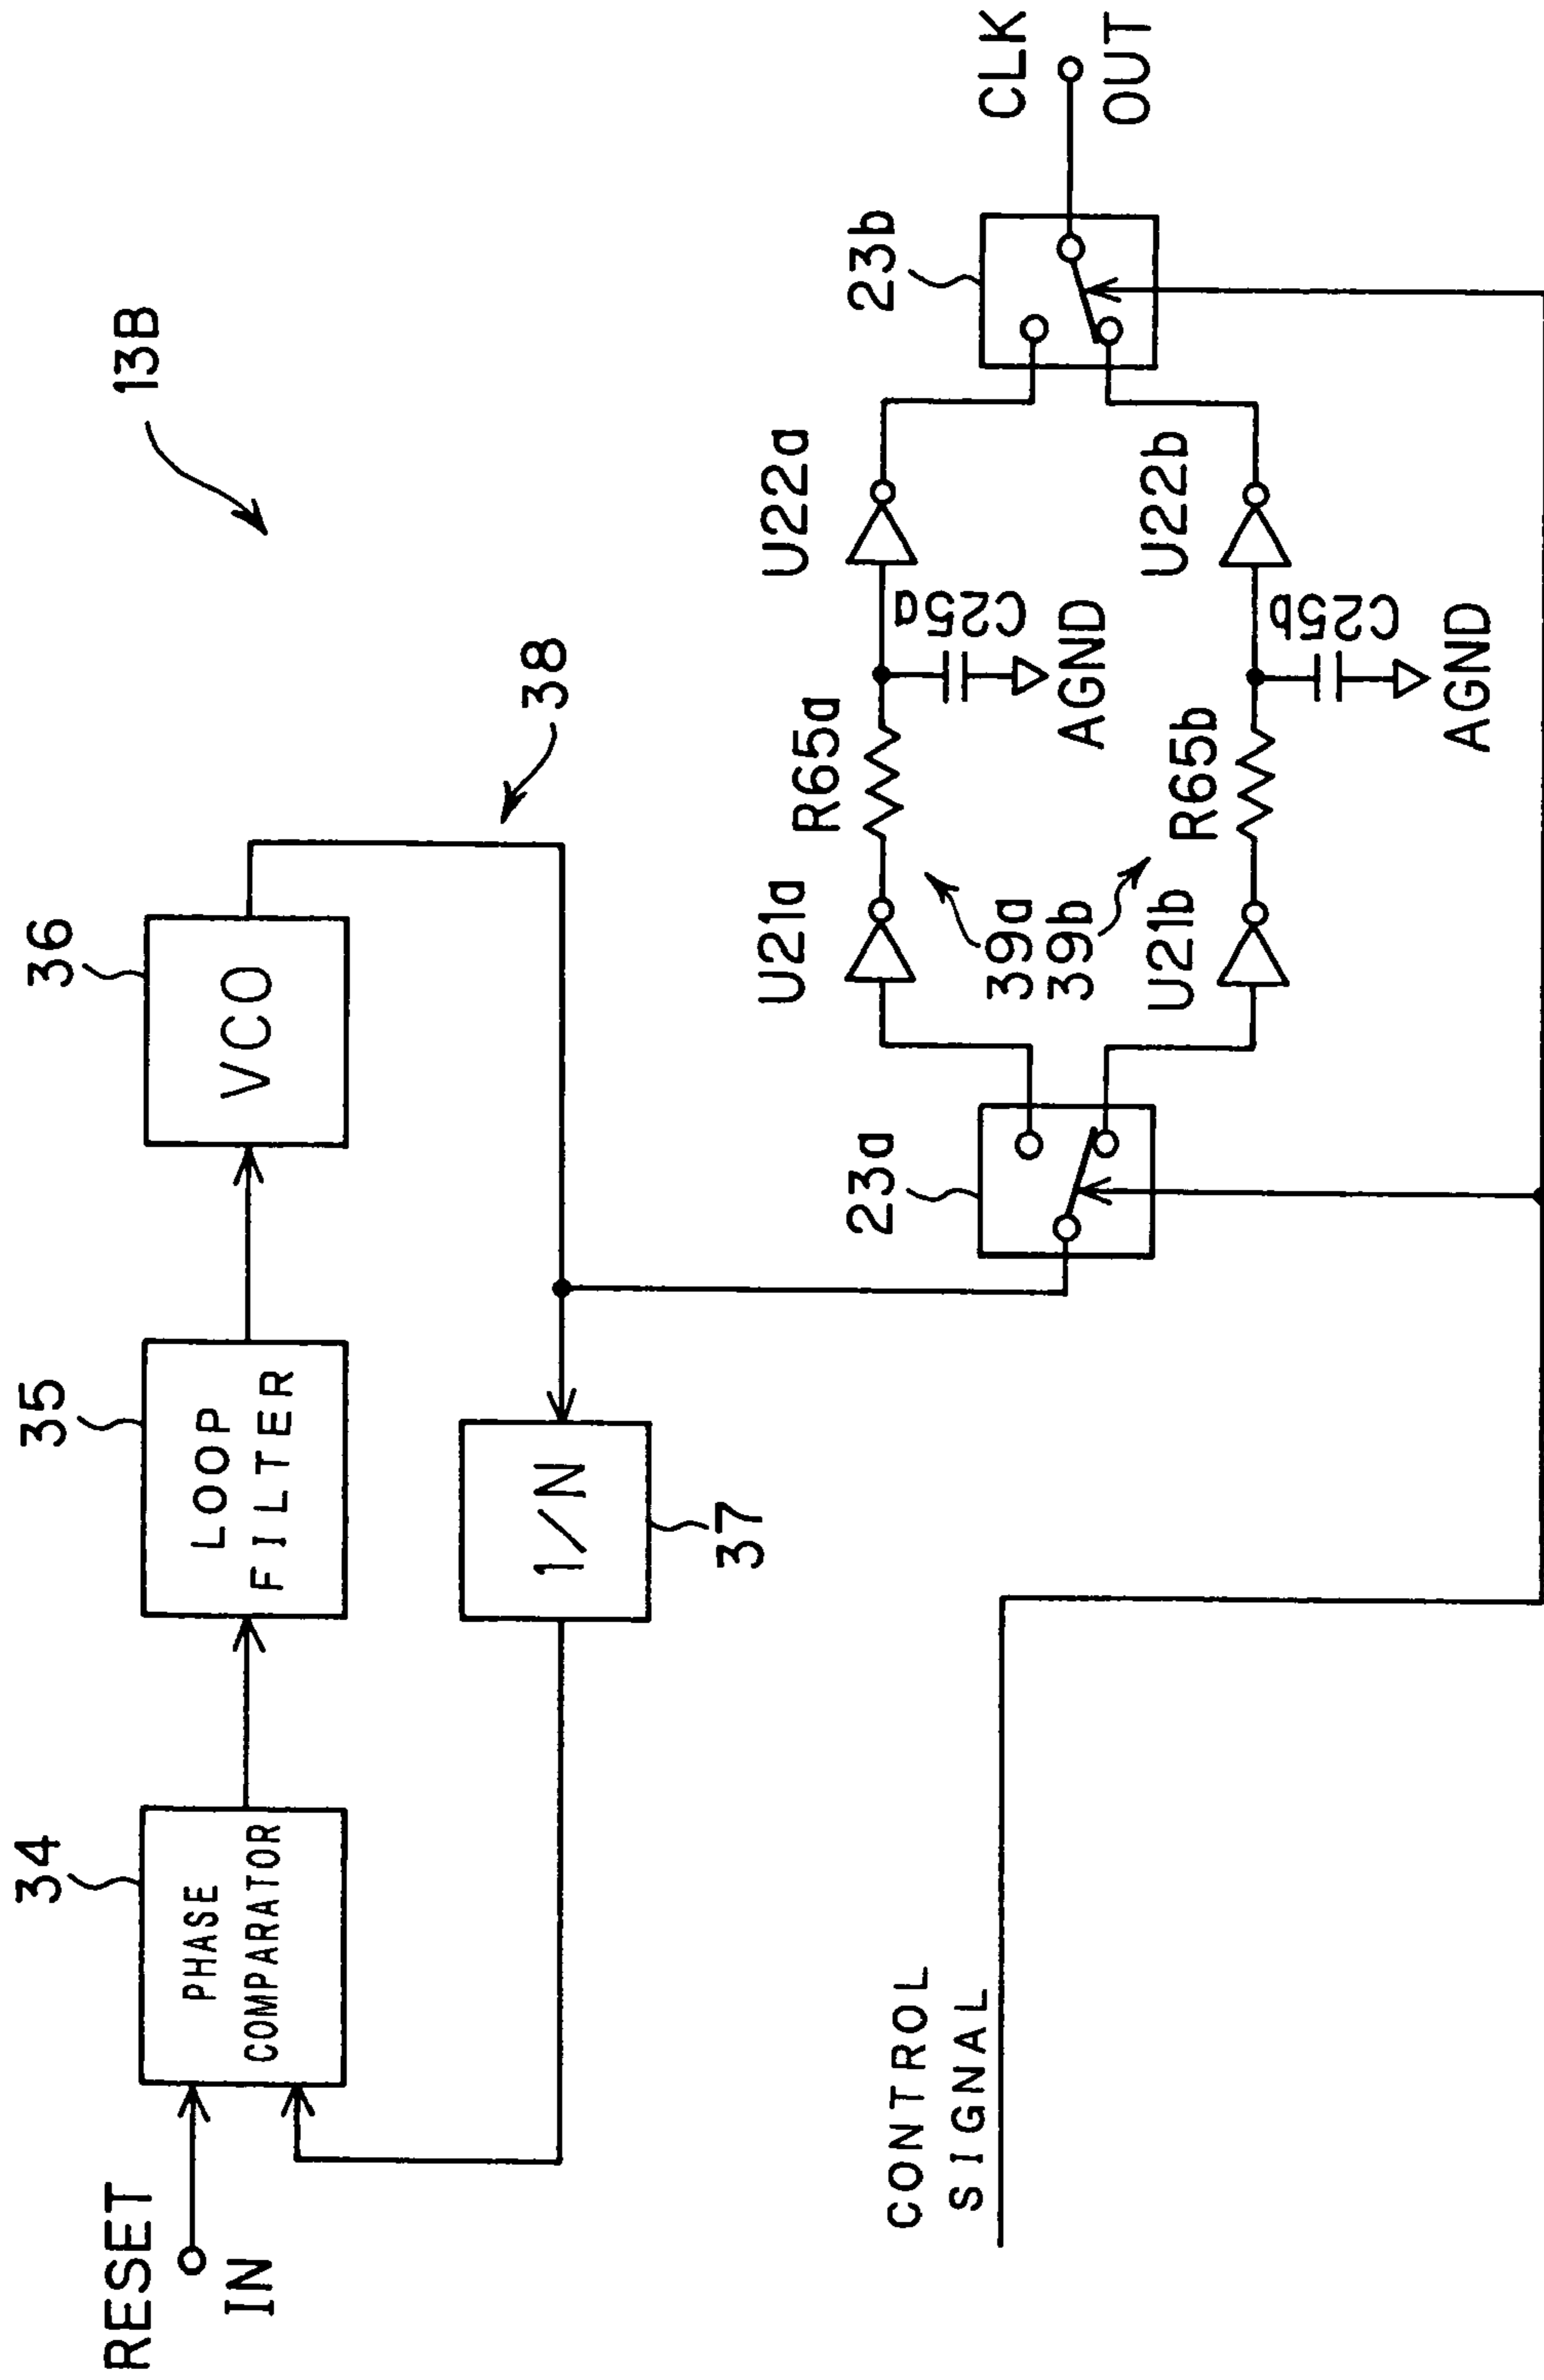 13B
34
35
36
PHASE
COMPARATOR
LOOP
FILTER
VCO
RESET
IN
1/N
37
38
CONTROL
SIGNAL
23a
U21a
R65a
C25a
AGND
U22a
23b
CLK
OUT
39a
39b
U21b
R65b
C25b
AGND
U22b